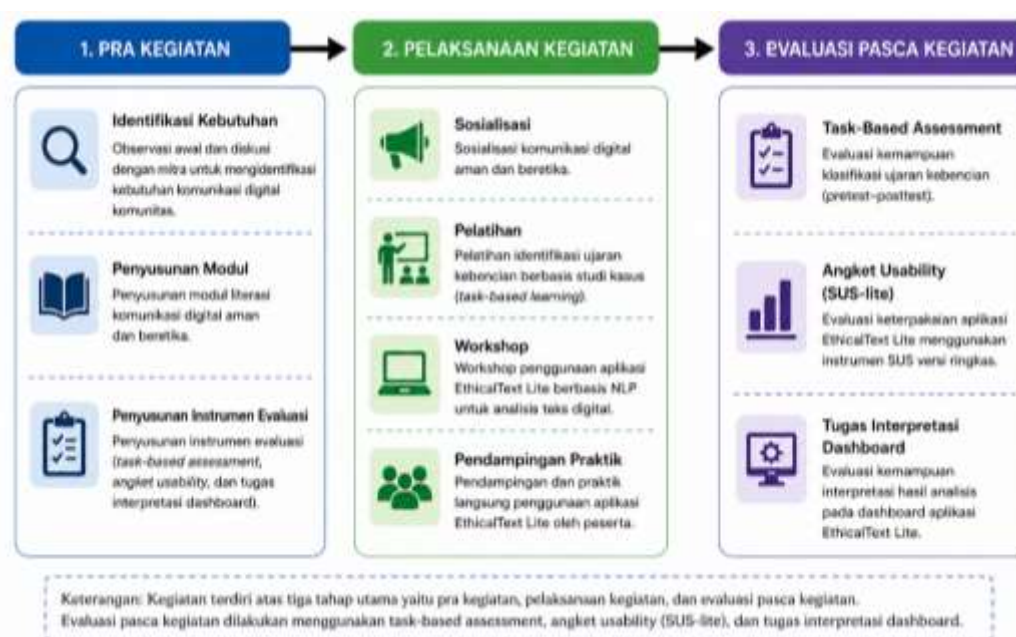 1. PRA KEGIATAN
2. PELAKSANAAN KEGIATAN
3. EVALUASI PASCA KEGIATAN
Identifikasi Kebutuhan
Observasi awal dan diskusi
dengan mitra untuk mengidentifikasi
kebutuhan komunikasi digital
komunitas.
Penyusunan Modul
Penyusunan modul literasi
komunikasi digital aman
dan beretika.
Penyusunan Instrumen Evaluasi
Penyusunan instrumen evaluasi
(task-based assessment,
angket usability, dan tugas
interpretasi dashboard).
Sosialisasi
Sosialisasi komunikasi digital
aman dan beretika.
Pelatihan
Pelatihan identifikasi ujaran
kebencian berbasis studi kasus
(task-based learning).
Workshop
Workshop penggunaan aplikasi
EthicalText Lite berbasis NLP
untuk analisis teks digital.
Pendampingan Praktik
Pendampingan dan praktik
langsung penggunaan aplikasi
EthicalText Lite oleh peserta.
Task-Based Assessment
Evaluasi kemampuan
klasifikasi ujaran kebencian
(pretest-posttest).
Angket Usability
(SUS-lite)
Evaluasi keterpakaian aplikasi
EthicalText Lite menggunakan
instrumen SUS versi ringkas.
Tugas Interpretasi
Dashboard
Evaluasi kemampuan
interpretasi hasil analisis
pada dashboard aplikasi
EthicalText Lite.
Keterangan: Kegiatan terdiri atas tiga tahap utama yaitu pra kegiatan, pelaksanaan kegiatan, dan evaluasi pasca kegiatan.
Evaluasi pasca kegiatan dilakukan menggunakan task-based assessment, angket usability (SUS-lite), dan tugas interpretasi dashboard.